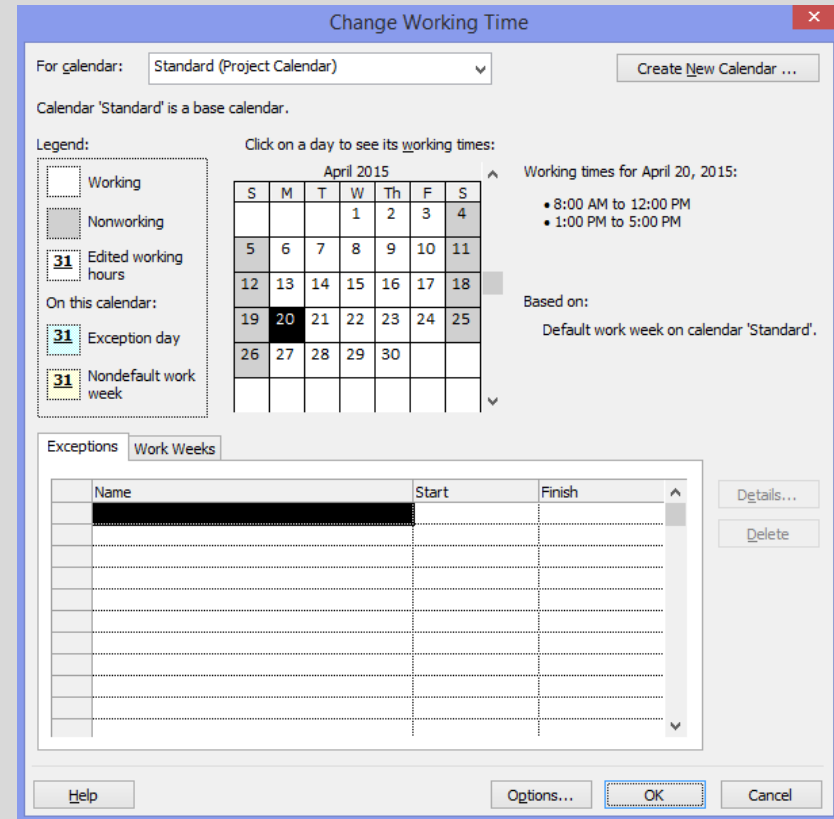 Change Working Time
For calendar: Standard (Project Calendar) Create New Calendar ...
Calendar 'Standard' is a base calendar.
Legend:
Working
Nonworking
31 Edited working
hours
On this calendar:
31 Exception day
31 Nondefault work
week
Click on a day to see its working times:
April 2015
S M T W Th F S
1 2 3 4
5 6 7 8 9 10 11
12 13 14 15 16 17 18
19 20 21 22 23 24 25
26 27 28 29 30
Working times for April 20, 2015:
• 8:00 AM to 12:00 PM
• 1:00 PM to 5:00 PM
Based on:
Default work week on calendar 'Standard'.
Exceptions Work Weeks
Name Start Finish
Details...
Delete
Help Options... OK Cancel